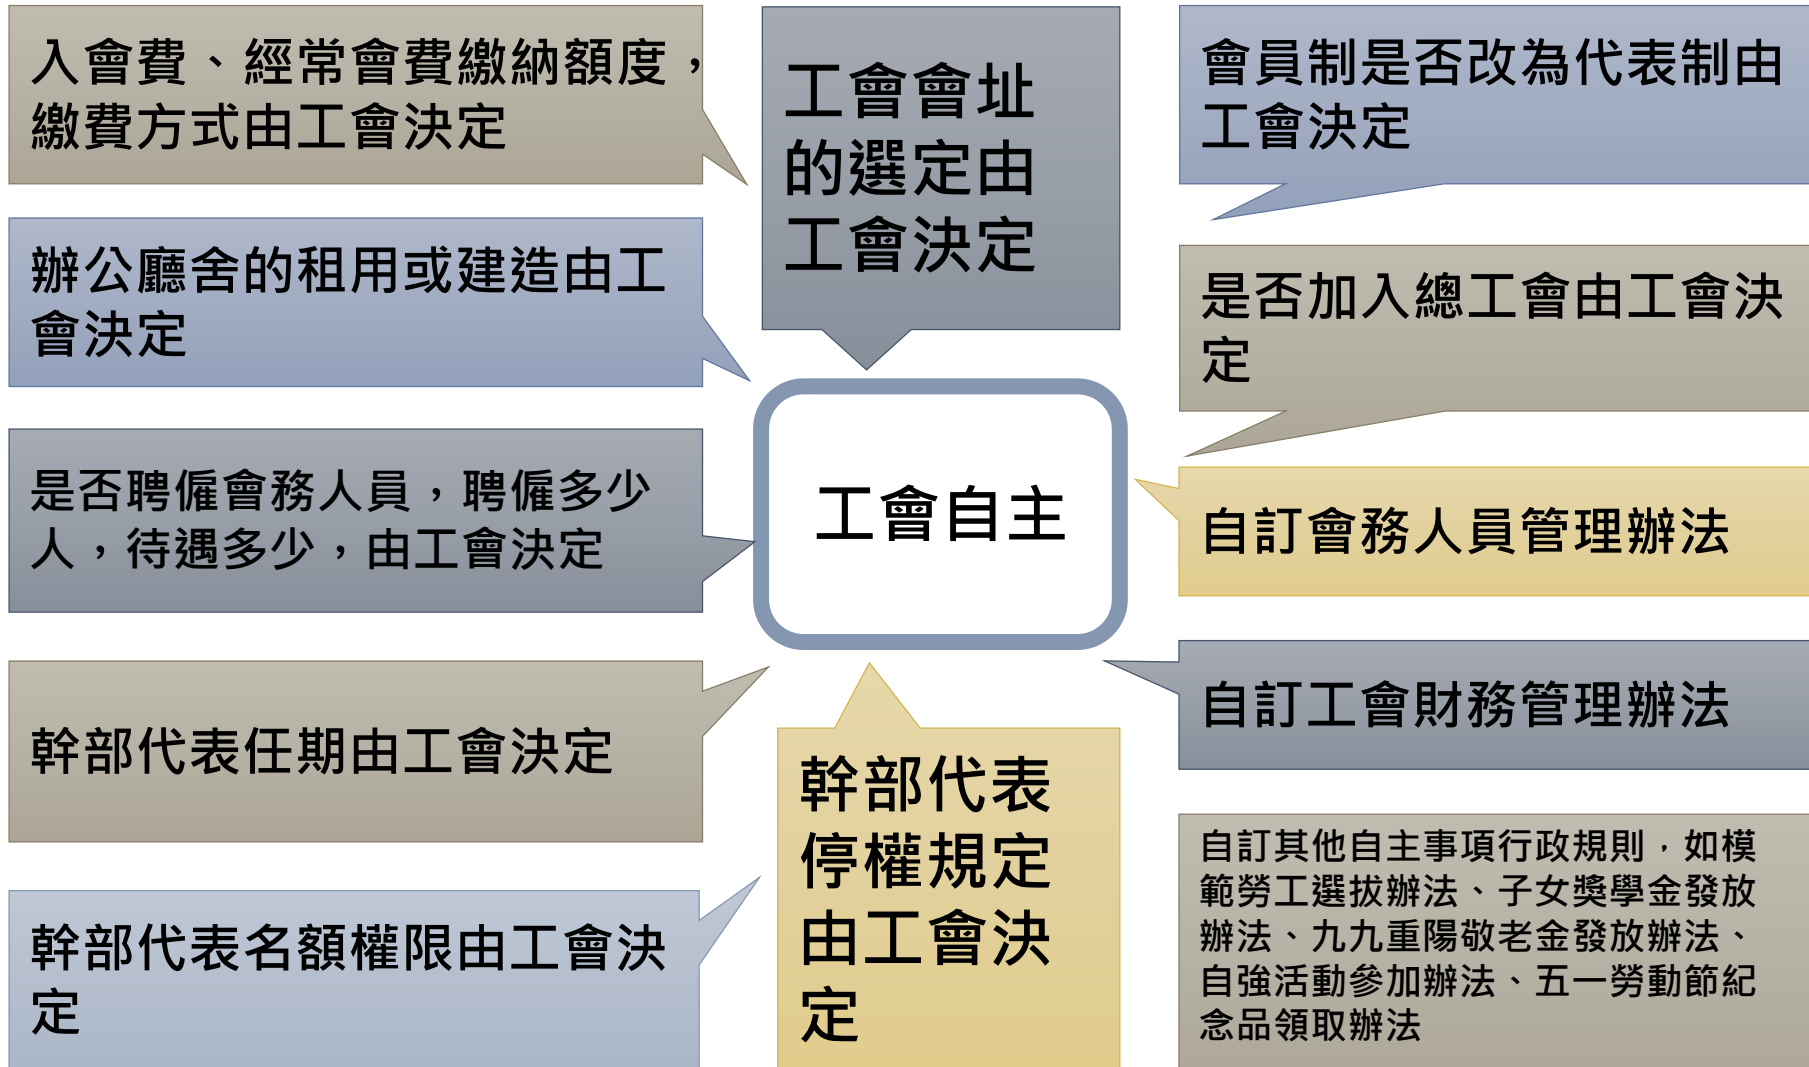 入會費、經常會費繳納額度，
繳費方式由工會決定
辦公廳舍的租用或建造由工
會決定
是否聘僱會務人員，聘僱多少
人，待遇多少，由工會決定
幹部代表任期由工會決定
幹部代表名額權限由工會決
定
工會會址
的選定由
工會決定
工會自主
幹部代表
停權規定
由工會決
定
會員制是否改為代表制由
工會決定
是否加入總工會由工會決
定
自訂會務人員管理辦法
自訂工會財務管理辦法
自訂其他自主事項行政規則，如模
範勞工選拔辦法、子女獎學金發放
辦法、九九重陽敬老金發放辦法、
自強活動參加辦法、五一勞動節紀
念品領取辦法